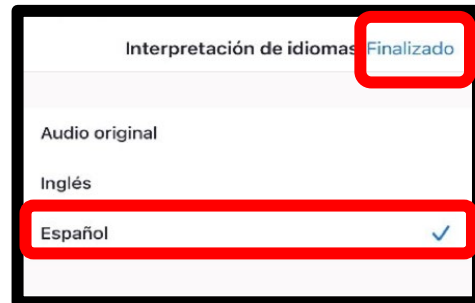 Interpretación de idiomas Finalizado
Audio original
Inglés
Español